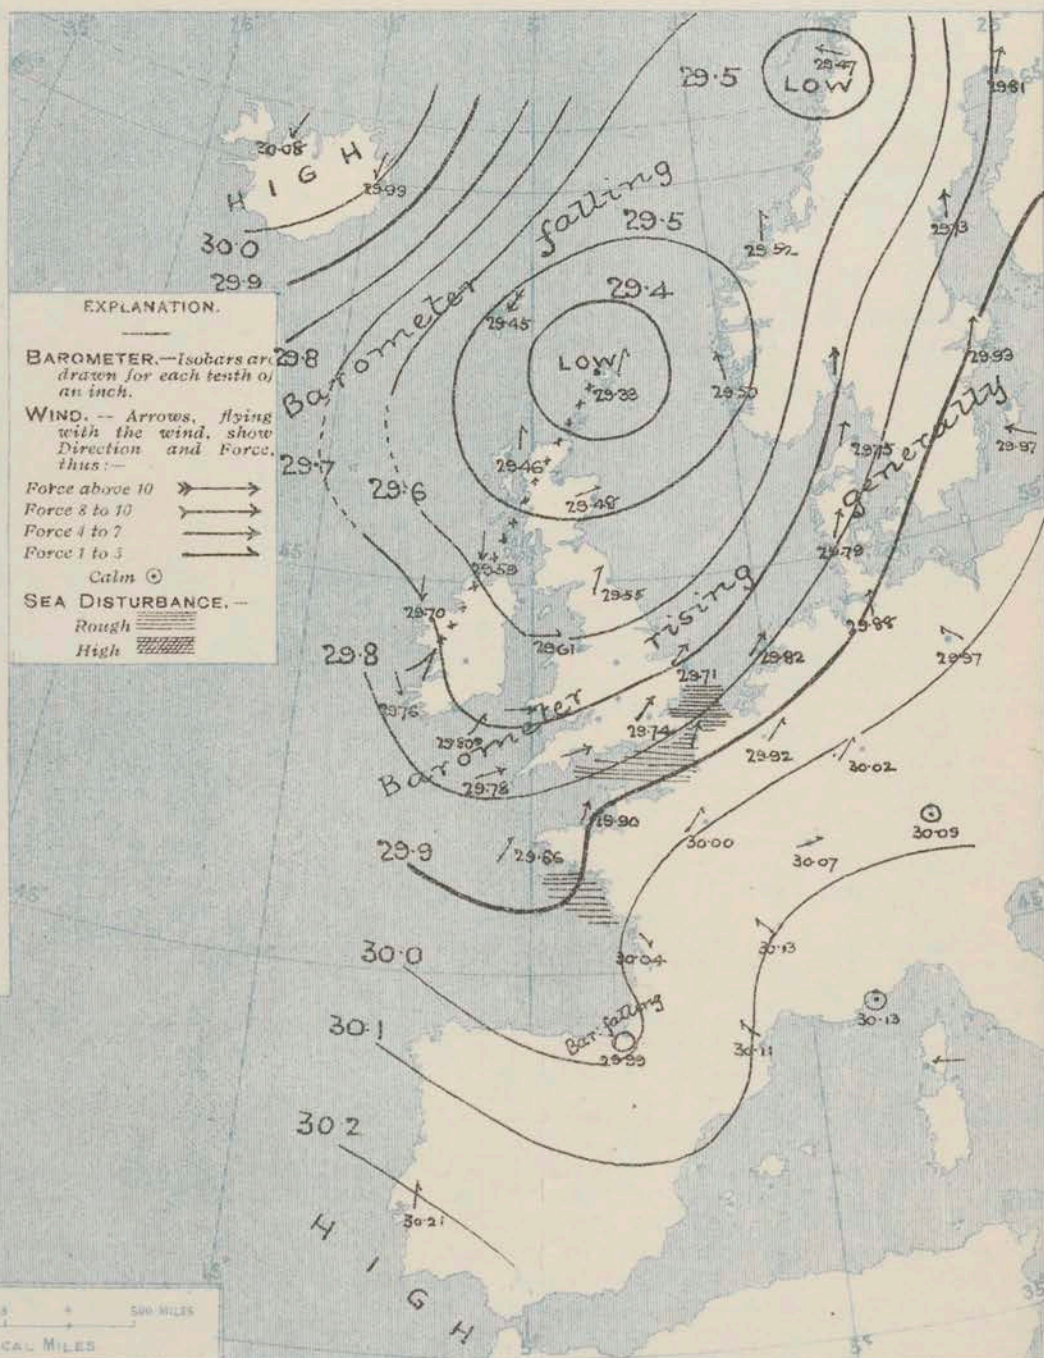 29.5
LOW
29.47
29.81
30.08
HIGH
29.99
30.0
29.9
29.8
29.7
29.6
Barometer falling
29.5
29.52
29.73
29.4
LOW
29.45
29.50
29.93
29.97
29.46
29.48
29.75
29.79
EXPLANATION.
BAROMETER.—Isobars are
drawn for each tenth of
an inch.
WIND. -- Arrows, flying
with the wind, show
Direction and Force,
thus:—
Force above 10
Force 8 to 10
Force 4 to 7
Force 1 to 3
Calm
SEA DISTURBANCE.—
Rough
High
29.70
29.55
29.61
29.88
29.97
29.8
29.76
29.71
29.82
Barometer rising generally
29.74
29.78
29.92
30.02
29.90
30.00
30.07
30.09
29.9
30.0
30.04
30.13
30.13
30.1
Bar. falling
29.99
30.11
30.2
30.21
HIGH
500 MILES
CAL MILES
55
45
35
5